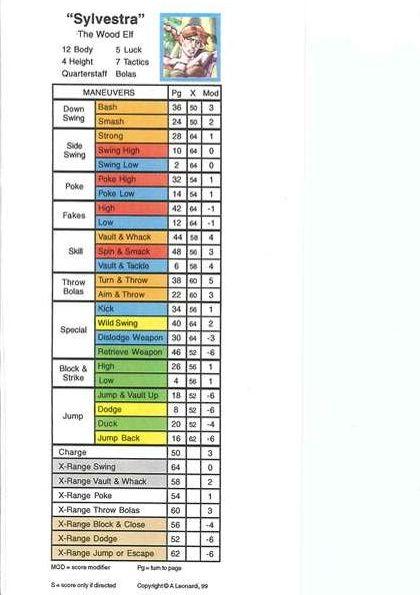 "Sylvestra"
The Wood Elf
12 Body 5 Luck
4 Height 7 Tactics
Quarterstaff Bolas
MANEUVERS Pg X Mod
Down Swing Bash 36 50 3
Smash 24 50 2
Side Swing Strong 28 64 1
Swing High 10 64 0
Swing Low 2 64 0
Poke Poke High 32 54 1
Poke Low 14 54 1
Fakes High 42 64 -1
Low 12 64 -1
Skill Vault & Whack 44 58 4
Spin & Smack 48 56 3
Vault & Tackle 6 58 4
Throw Bolas Turn & Throw 38 60 5
Aim & Throw 22 60 3
Special Kick 34 56 1
Wild Swing 40 64 2
Dislodge Weapon 30 64 -3
Retrieve Weapon 46 52 -6
Block & Strike High 26 56 1
Low 4 56 1
Jump Jump & Vault Up 18 52 -6
Dodge 8 52 -6
Duck 20 52 -4
Jump Back 16 62 -6
Charge 50 3
X-Range Swing 64 0
X-Range Vault & Whack 58 2
X-Range Poke 54 1
X-Range Throw Bolas 60 3
X-Range Block & Close 56 -4
X-Range Dodge 52 -6
X-Range Jump or Escape 62 -6
MOD = score modifier Pg = turn to page
S = score only if directed Copyright © A Leonardi, 99